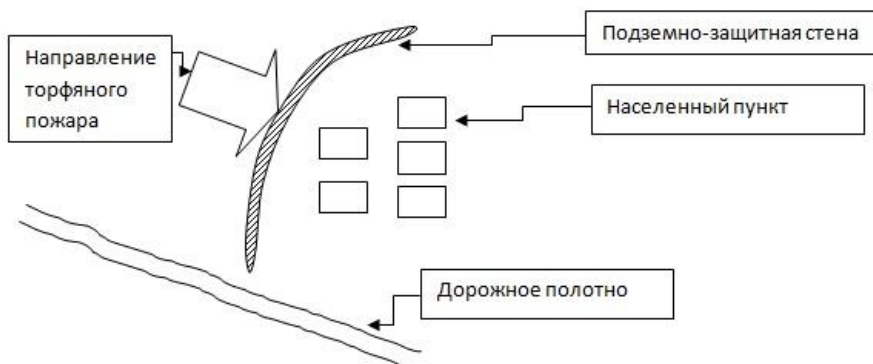 Подземно-защитная стена
Направление
торфяного
пожара
Населенный пункт
Дорожное полотно